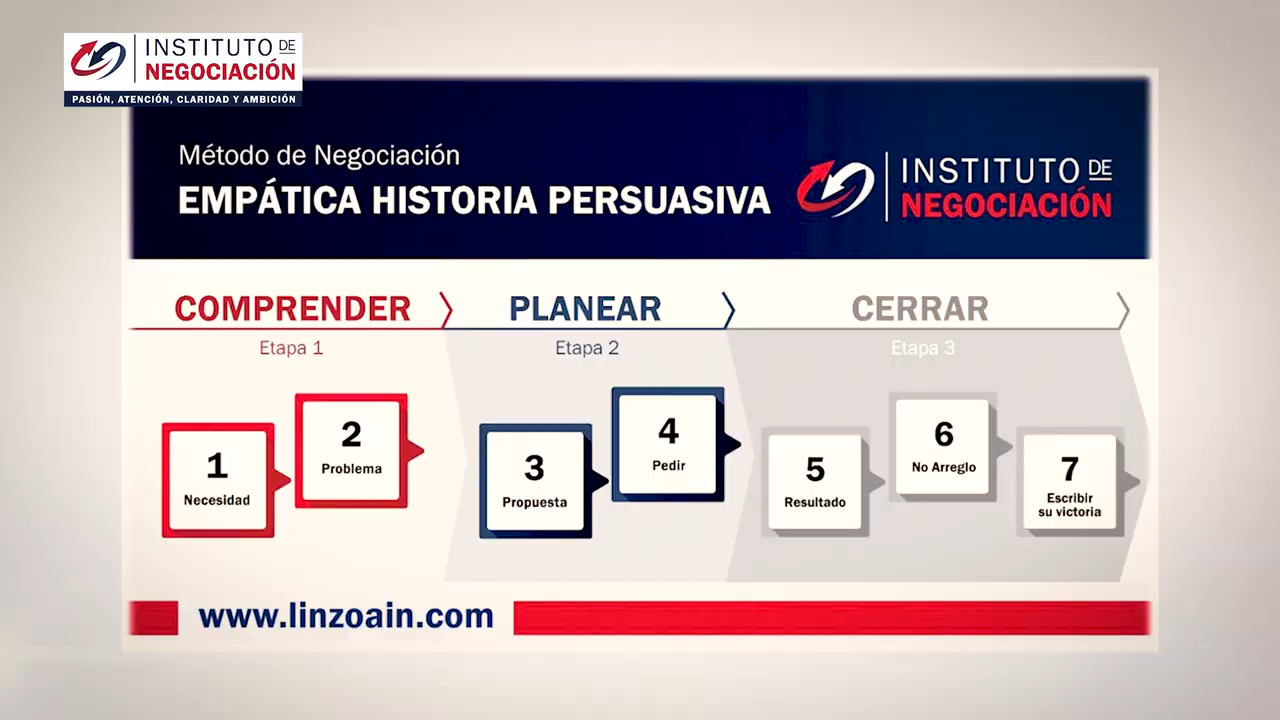 INSTITUTO DE
NEGOCIACIÓN
PASIÓN, ATENCIÓN, CLARIDAD Y AMBICIÓN
Método de Negociación
EMPÁTICA HISTORIA PERSUASIVA
INSTITUTO DE
NEGOCIACIÓN
COMPRENDER
PLANEAR
CERRAR
Etapa 1
Etapa 2
Etapa 3
1
Necesidad
2
Problema
3
Propuesta
4
Pedir
5
Resultado
6
No Arreglo
7
Escribir
su victoria
www.linzoain.com